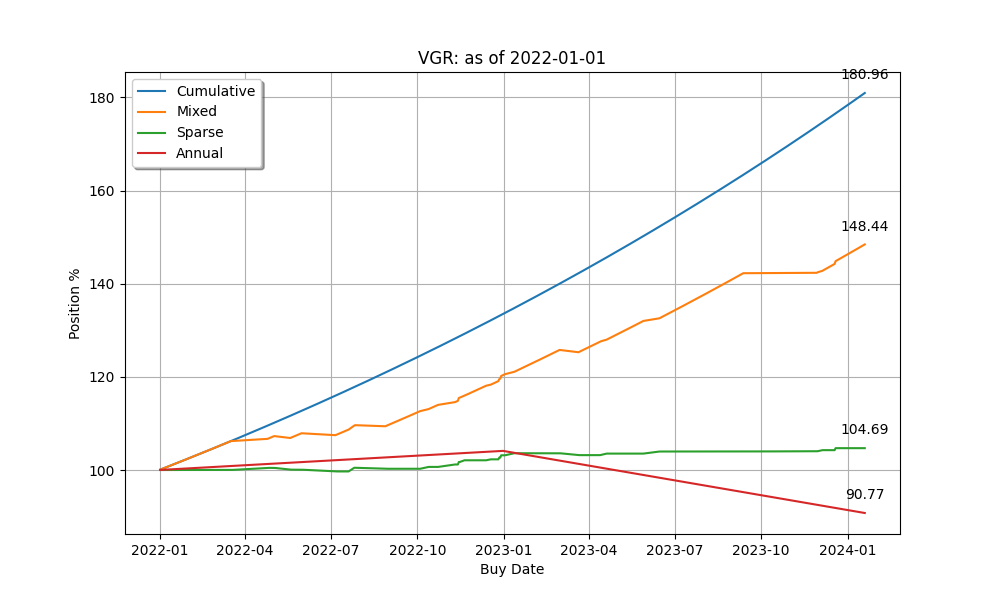 VGR: as of 2022-01-01
Cumulative
Mixed
Sparse
Annual
180.96
148.44
104.69
90.77
180
160
140
120
100
Position %
2022-01 2022-04 2022-07 2022-10 2023-01 2023-04 2023-07 2023-10 2024-01
Buy Date